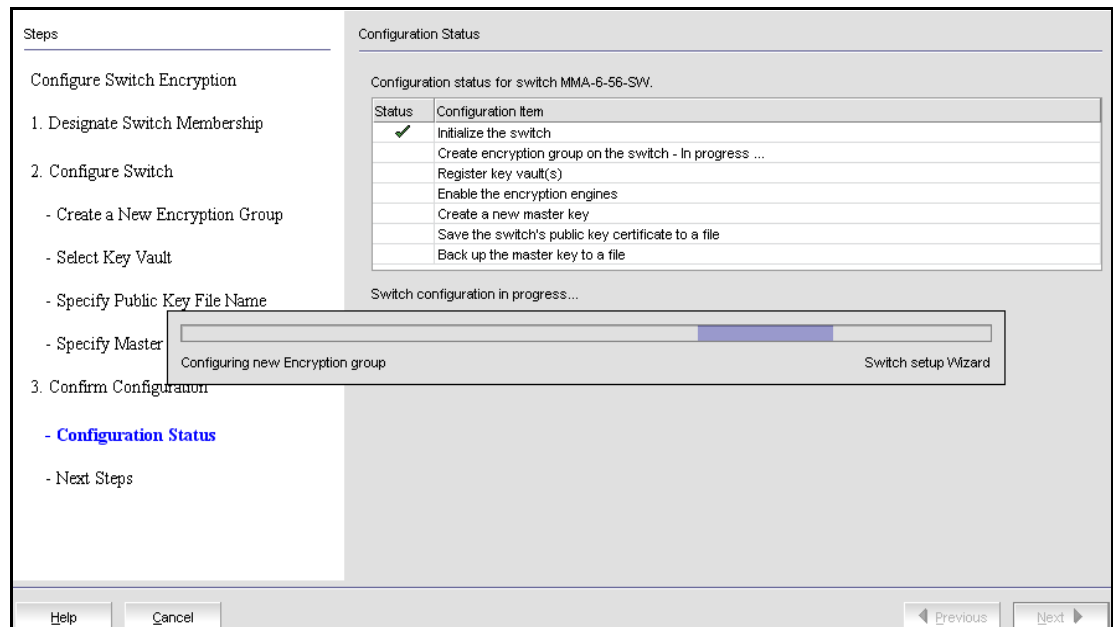 Steps
Configure Switch Encryption
1. Designate Switch Membership
2. Configure Switch
- Create a New Encryption Group
- Select Key Vault
- Specify Public Key File Name
- Specify Master
3. Confirm Configuration
- Configuration Status
- Next Steps
Configuration Status
Configuration status for switch MMA-6-56-SW.
Status Configuration Item
Initialize the switch
Create encryption group on the switch - In progress ...
Register key vault(s)
Enable the encryption engines
Create a new master key
Save the switch's public key certificate to a file
Back up the master key to a file
Switch configuration in progress...
Configuring new Encryption group Switch setup Wizard
Help Cancel Previous Next